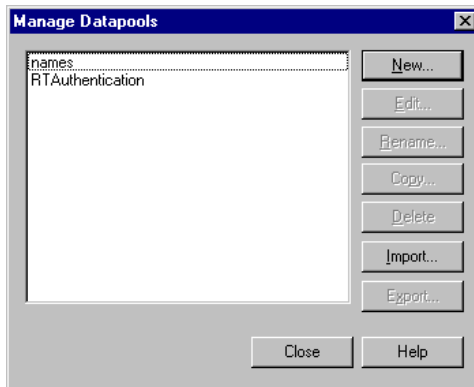 Manage Datapools
names
RTAuthentication
New...
Edit...
Rename...
Copy...
Delete
Import...
Export...
Close
Help